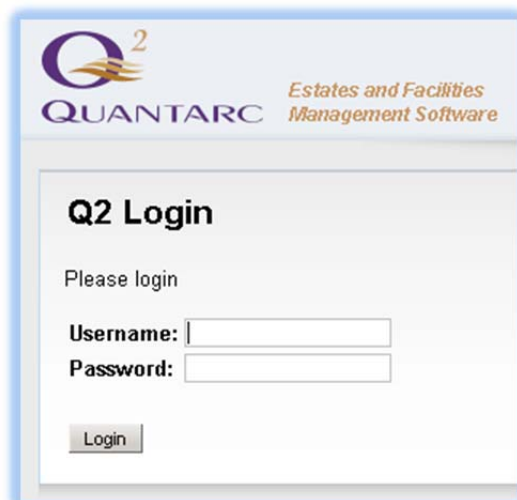 Q2
QUANTARC
Estates and Facilities
Management Software
Q2 Login
Please login
Username:
Password:
Login